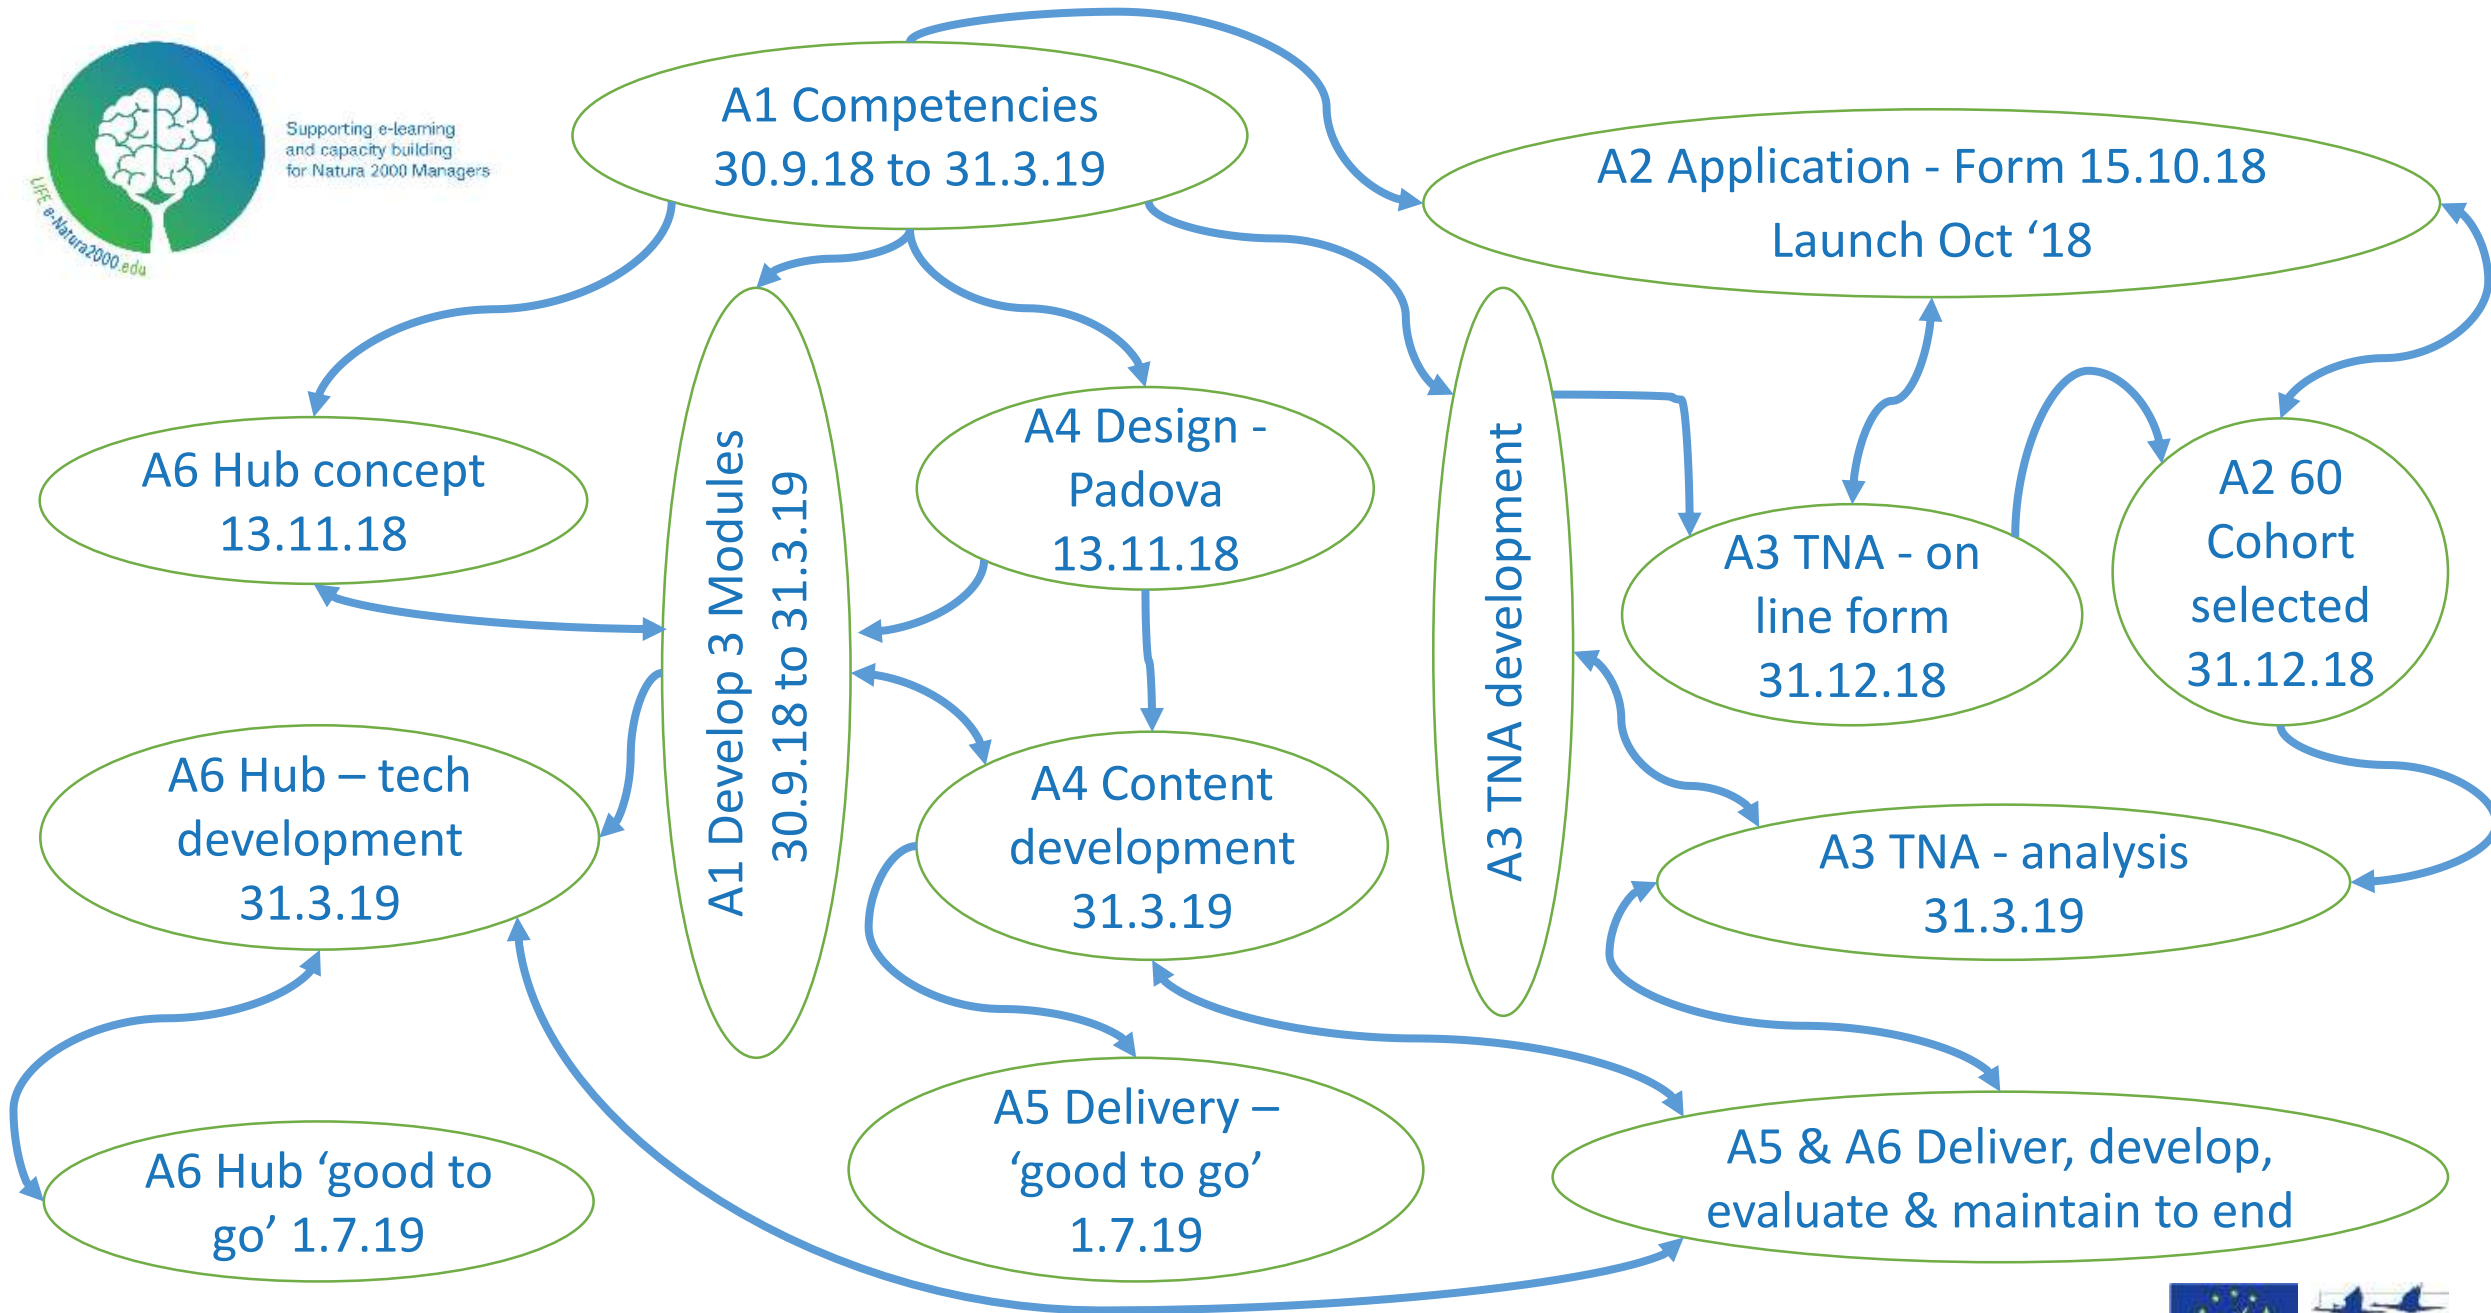 Supporting e-learning
and capacity building
for Natura 2000 Managers
LIFE e-Natura2000.edu
A1 Competencies
30.9.18 to 31.3.19
A2 Application - Form 15.10.18
Launch Oct ‘18
A6 Hub concept
13.11.18
A1 Develop 3 Modules
30.9.18 to 31.3.19
A4 Design -
Padova
13.11.18
A3 TNA development
A3 TNA - on
line form
31.12.18
A2 60
Cohort
selected
31.12.18
A6 Hub – tech
development
31.3.19
A4 Content
development
31.3.19
A3 TNA - analysis
31.3.19
A6 Hub ‘good to
go’ 1.7.19
A5 Delivery –
‘good to go’
1.7.19
A5 & A6 Deliver, develop,
evaluate & maintain to end